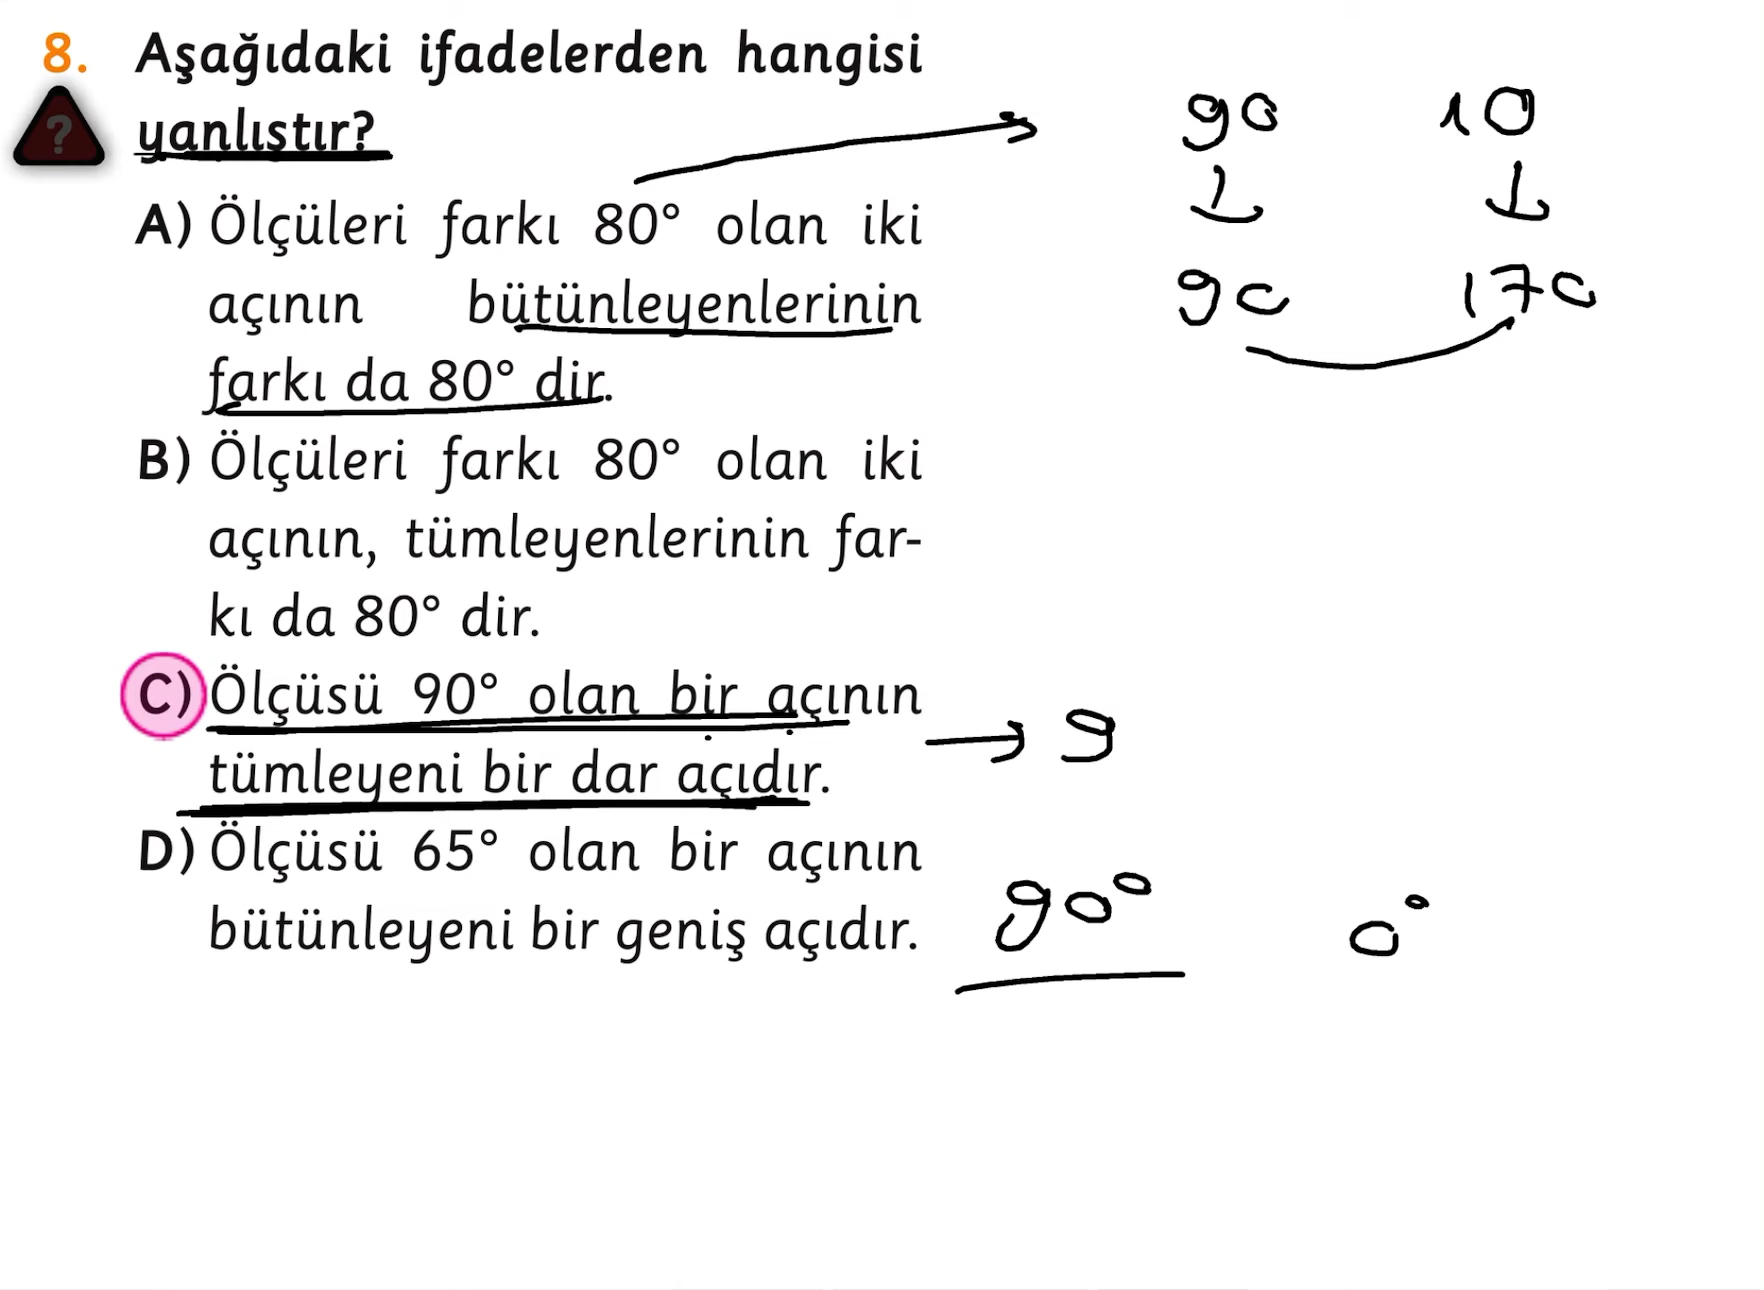 8. Aşağıdaki ifadelerden hangisi
yanlıştır?
?
A) Ölçüleri farkı 80° olan iki
açının bütünleyenlerinin
farkı da 80° dir.
B) Ölçüleri farkı 80° olan iki
açının, tümleyenlerinin far-
kı da 80° dir.
C) Ölçüsü 90° olan bir açının
tümleyeni bir dar açıdır.
D) Ölçüsü 65° olan bir açının
bütünleyeni bir geniş açıdır.
90 10
90 170
9
90° 0°